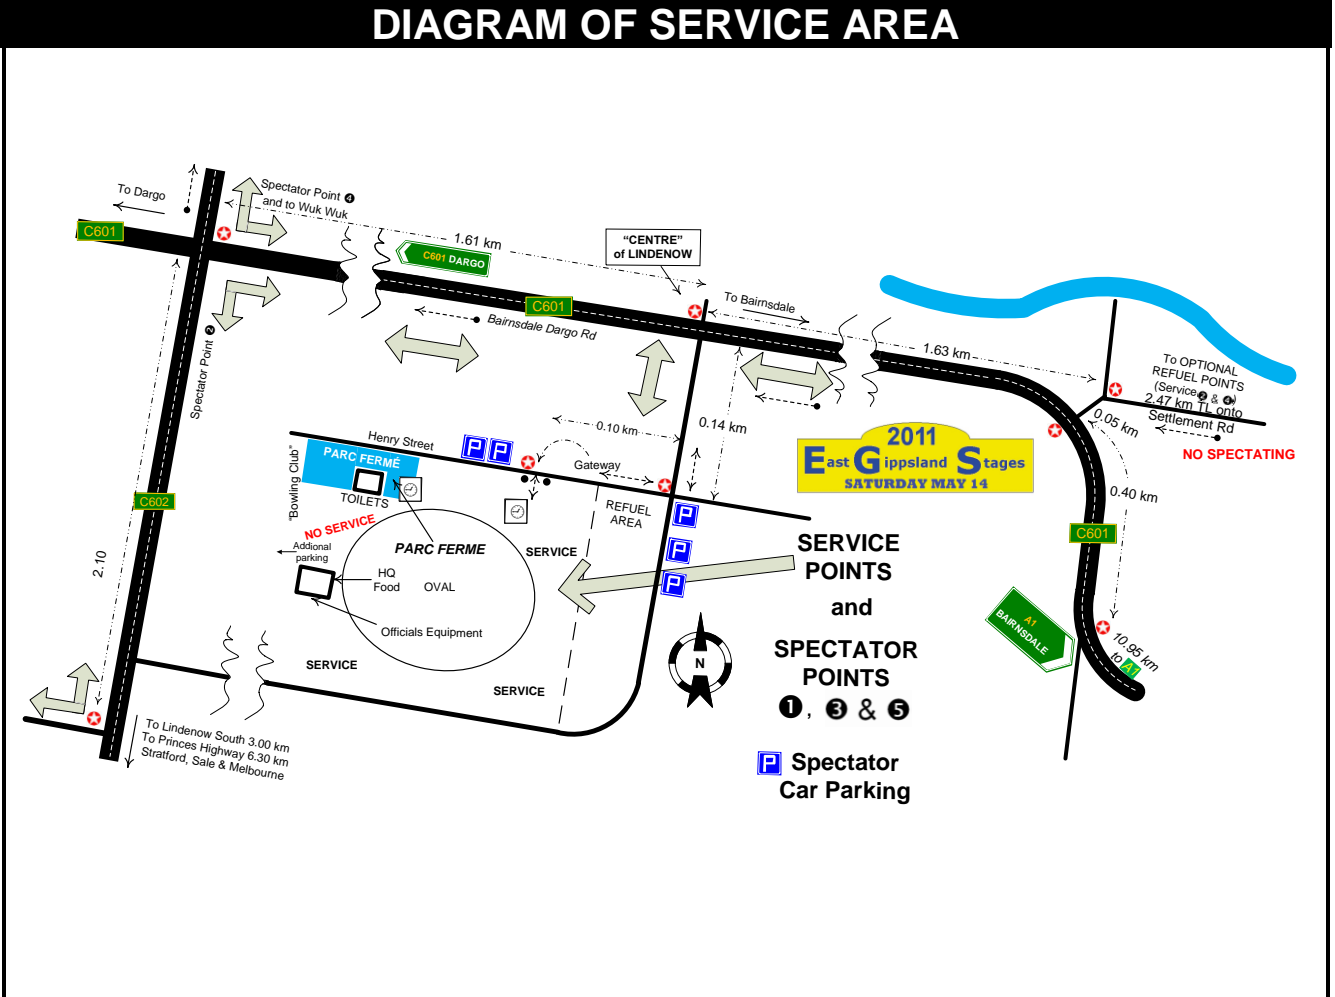 DIAGRAM OF SERVICE AREA
To Dargo
C601
Spectator Point ❹
and to Wuk Wuk
1.61 km
C601 DARGO
"CENTRE"
of LINDENOW
C601
Bairnsdale Dargo Rd
To Bairnsdale
1.63 km
To OPTIONAL
REFUEL POINTS
(Service ❷ & ❹)
2.47 km TL onto
Settlement Rd
NO SPECTATING
0.05 km
0.40 km
Spectator Point ❷
0.14 km
0.10 km
Henry Street
Gateway
"Bowling Club"
PARC FERMÉ
TOILETS
P P
2011
East Gippsland Stages
SATURDAY MAY 14
C602
NO SERVICE
Addional
parking
PARC FERME
SERVICE
REFUEL
AREA
P
P
P
HQ
Food
OVAL
Officials Equipment
SERVICE
SERVICE
2.10
SERVICE
POINTS
and
SPECTATOR
POINTS
❶, ❸ & ❺
N
C601
A1
BAIRNSDALE
10.95 km
to A1
To Lindenow South 3.00 km
To Princes Highway 6.30 km
Stratford, Sale & Melbourne
P Spectator
Car Parking